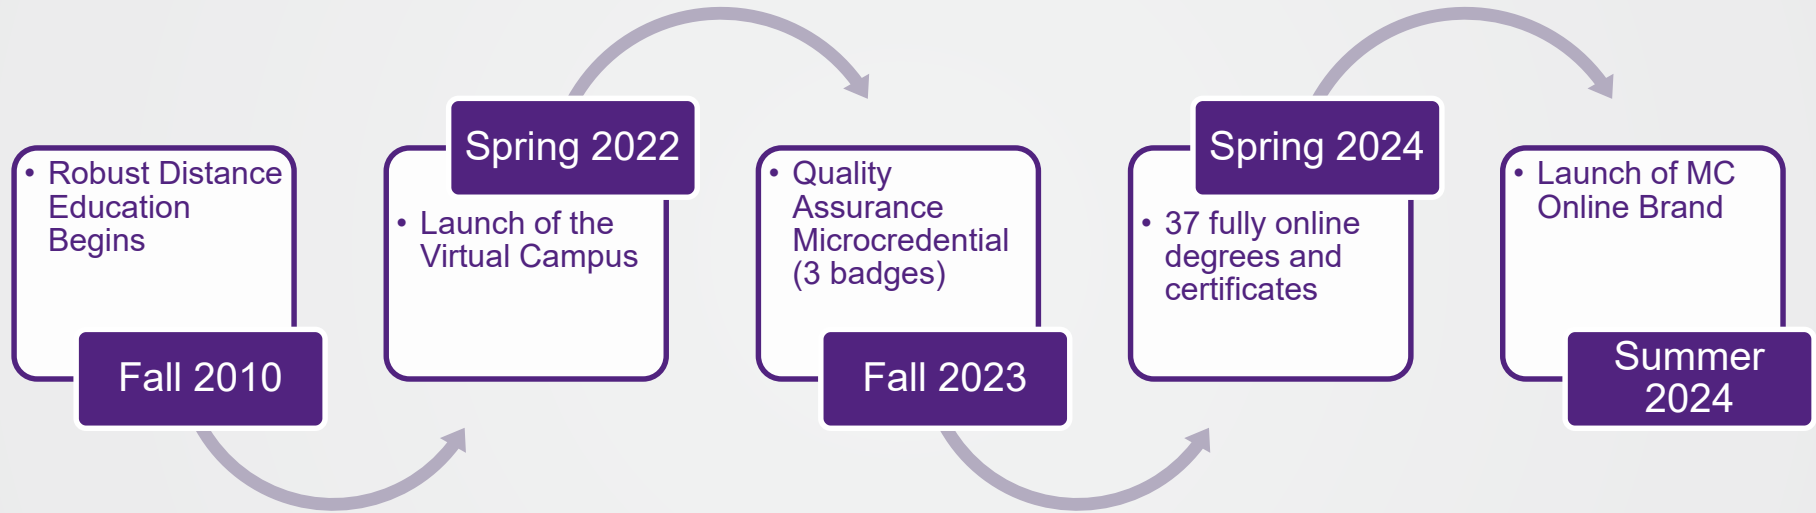 • Robust Distance
Education
Begins
Fall 2010
Spring 2022
• Launch of the
Virtual Campus
• Quality
Assurance
Microcredential
(3 badges)
Fall 2023
Spring 2024
• 37 fully online
degrees and
certificates
• Launch of MC
Online Brand
Summer
2024